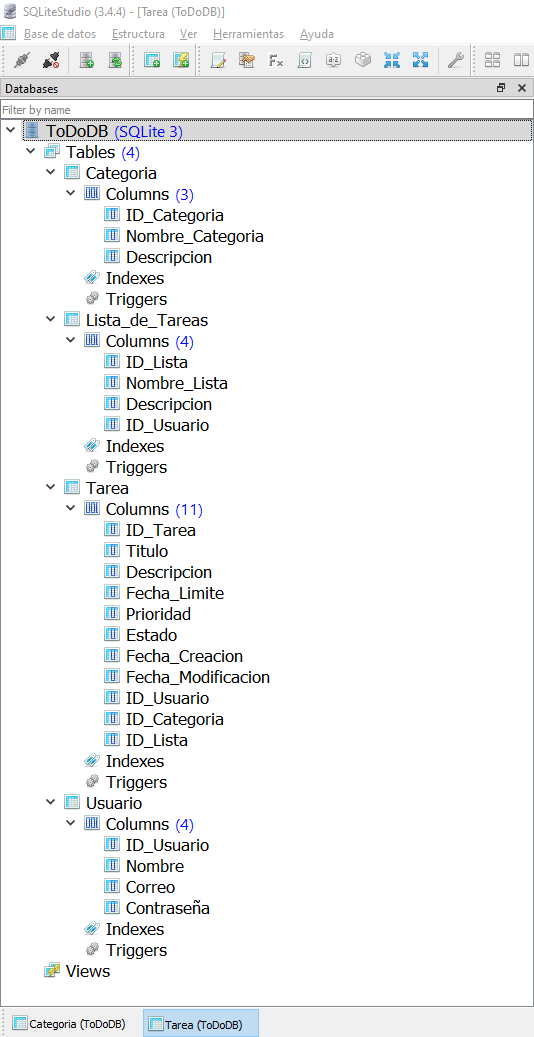 SQLiteStudio (3.4.4) - [Tarea (ToDoDB)]
Base de datos Estructura Ver Herramientas Ayuda
Databases
Filter by name
ToDoDB (SQLite 3)
Tables (4)
Categoria
Columns (3)
ID_Categoria
Nombre_Categoria
Descripcion
Indexes
Triggers
Lista_de_Tareas
Columns (4)
ID_Lista
Nombre_Lista
Descripcion
ID_Usuario
Indexes
Triggers
Tarea
Columns (11)
ID_Tarea
Titulo
Descripcion
Fecha_Limite
Prioridad
Estado
Fecha_Creacion
Fecha_Modificacion
ID_Usuario
ID_Categoria
ID_Lista
Indexes
Triggers
Usuario
Columns (4)
ID_Usuario
Nombre
Correo
Contraseña
Indexes
Triggers
Views
Categoria (ToDoDB) Tarea (ToDoDB)